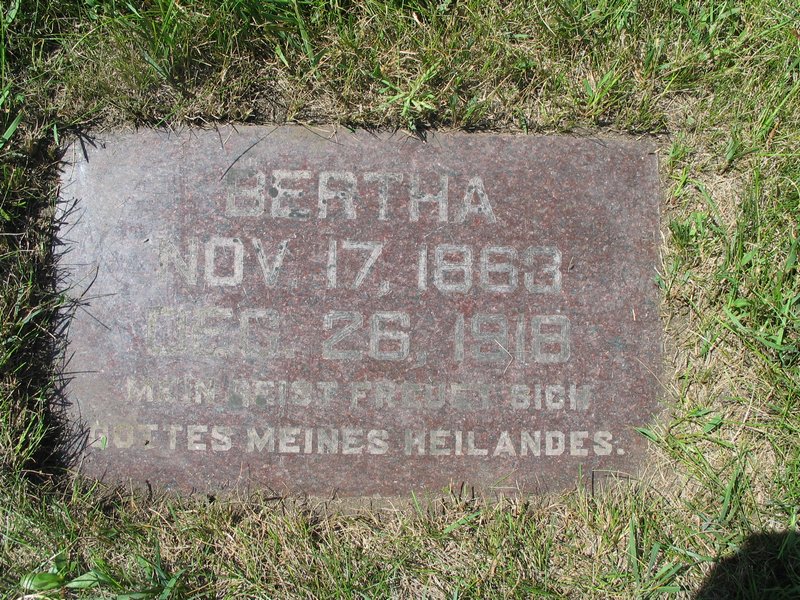 BERTHA
NOV. 17, 1863
DEC. 26, 1918
MEIN GEIST FREUET SICH
GOTTES MEINES HEILANDES.